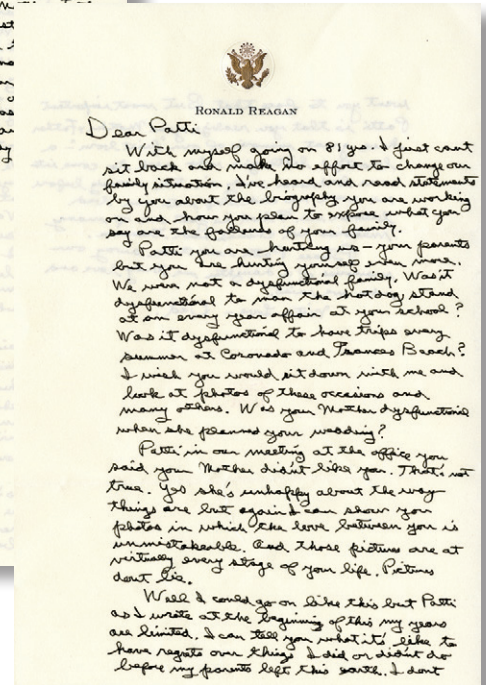 RONALD REAGAN
Dear Patti
With myself going on 81 yrs. I just cant
sit back and make no effort to change our
family situation. I've heard and read statements
by you about the biography you are working
on and how you plan to expose what you
say are the failures of your family.
Patti you are hurting us – your parents
but you are hurting yourself even more.
We were not a dysfunctional family. Was it
dysfunctional to man the hot dog stand
at an every year affair at your school?
Was it dysfunctional to have trips every
summer at Coronado and Beach?
I wish you would sit down with me and
look at photos of these occasions and
many others. Was your Mother dysfunctional
when she planned your wedding?
Patti in our meeting at the office you
said your Mother didn't like you. That's not
true. Yes she's unhappy about the way
things are but again I can show you
photos in which the love between you is
unmistakeable. And those pictures are at
virtually every stage of your life. Pictures
dont lie.
Well I could go on like this but Patti
as I wrote at the beginning of this my years
are limited. I can tell you what it's like to
have regrets over things I did or didn't do
before my parents left this earth. I dont